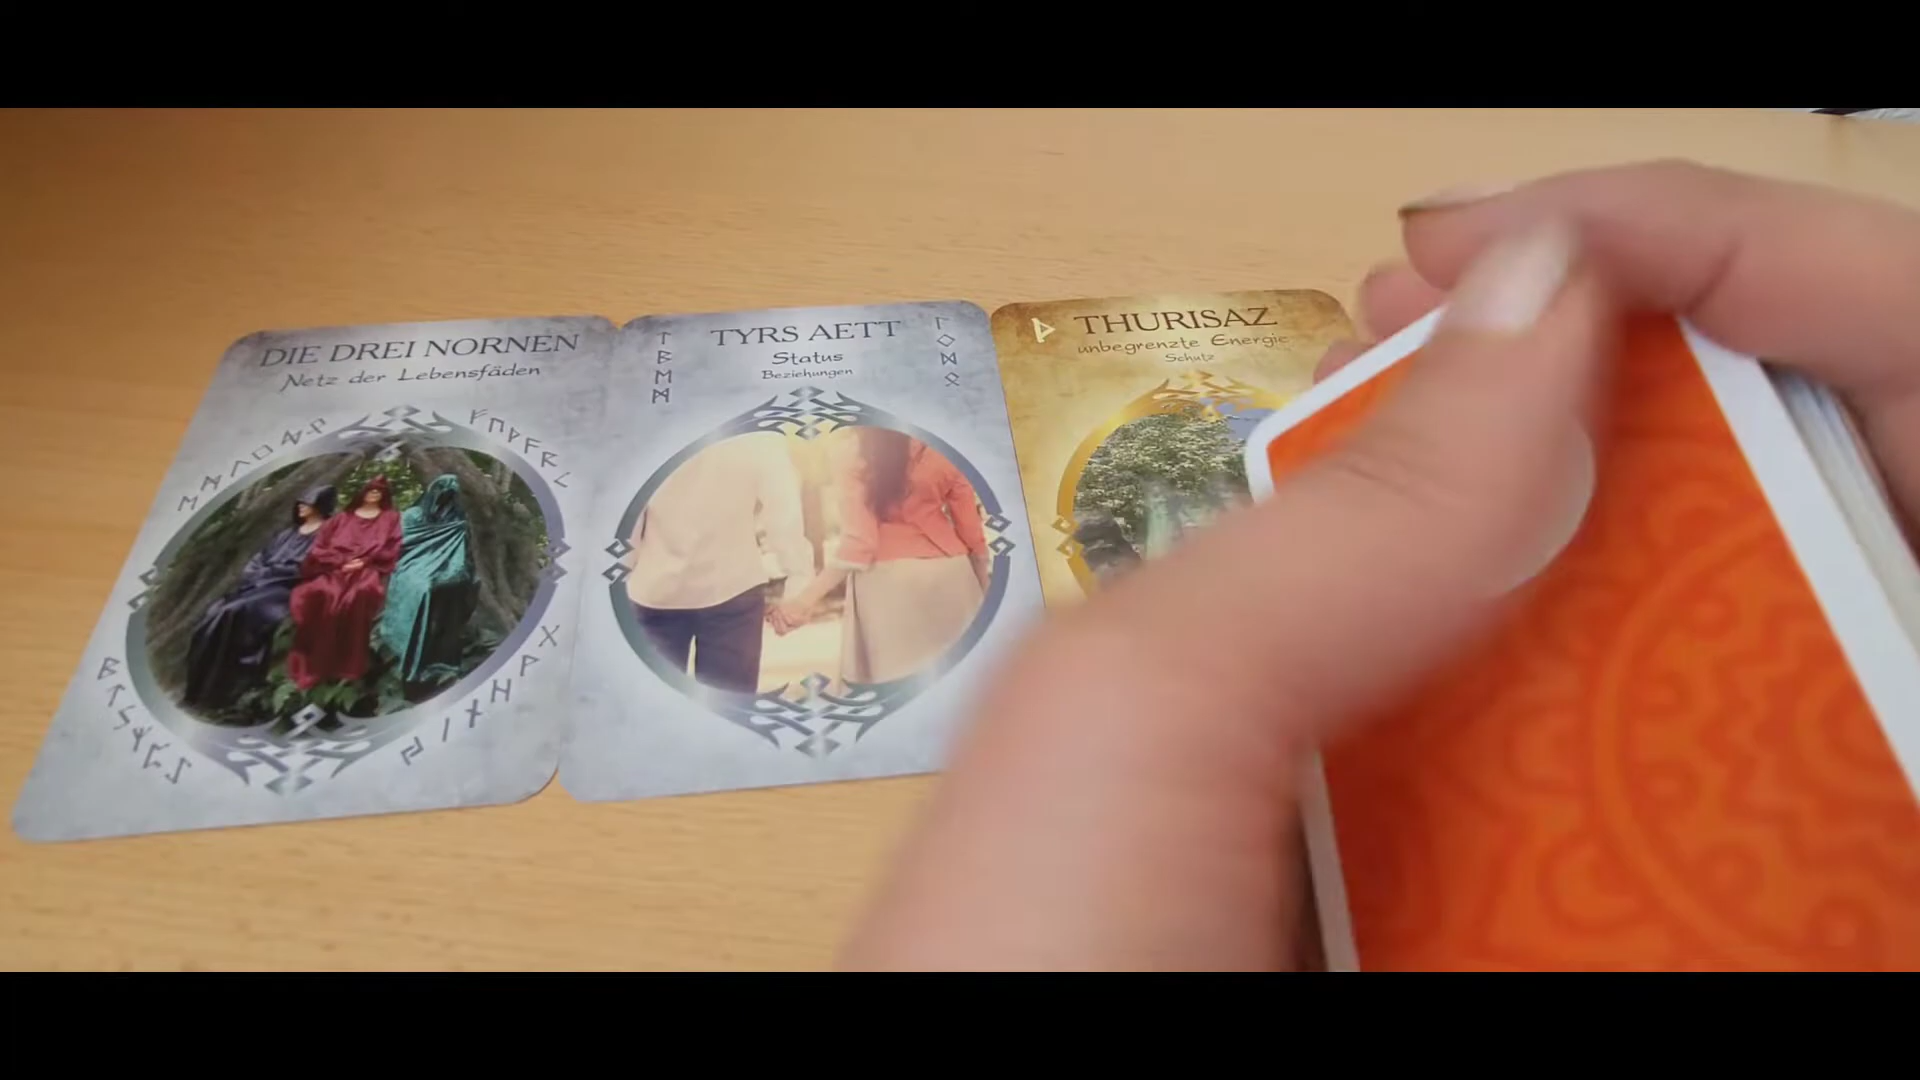 DIE DREI NORNEN
Netz der Lebensfäden
TYRS AETT
Status
Beziehungen
ᛏ
ᛒ
ᛖ
ᛗ
ᛚ
ᛜ
ᛞ
ᛟ
ᚦ THURISAZ
unbegrenzte Energie
Schutz